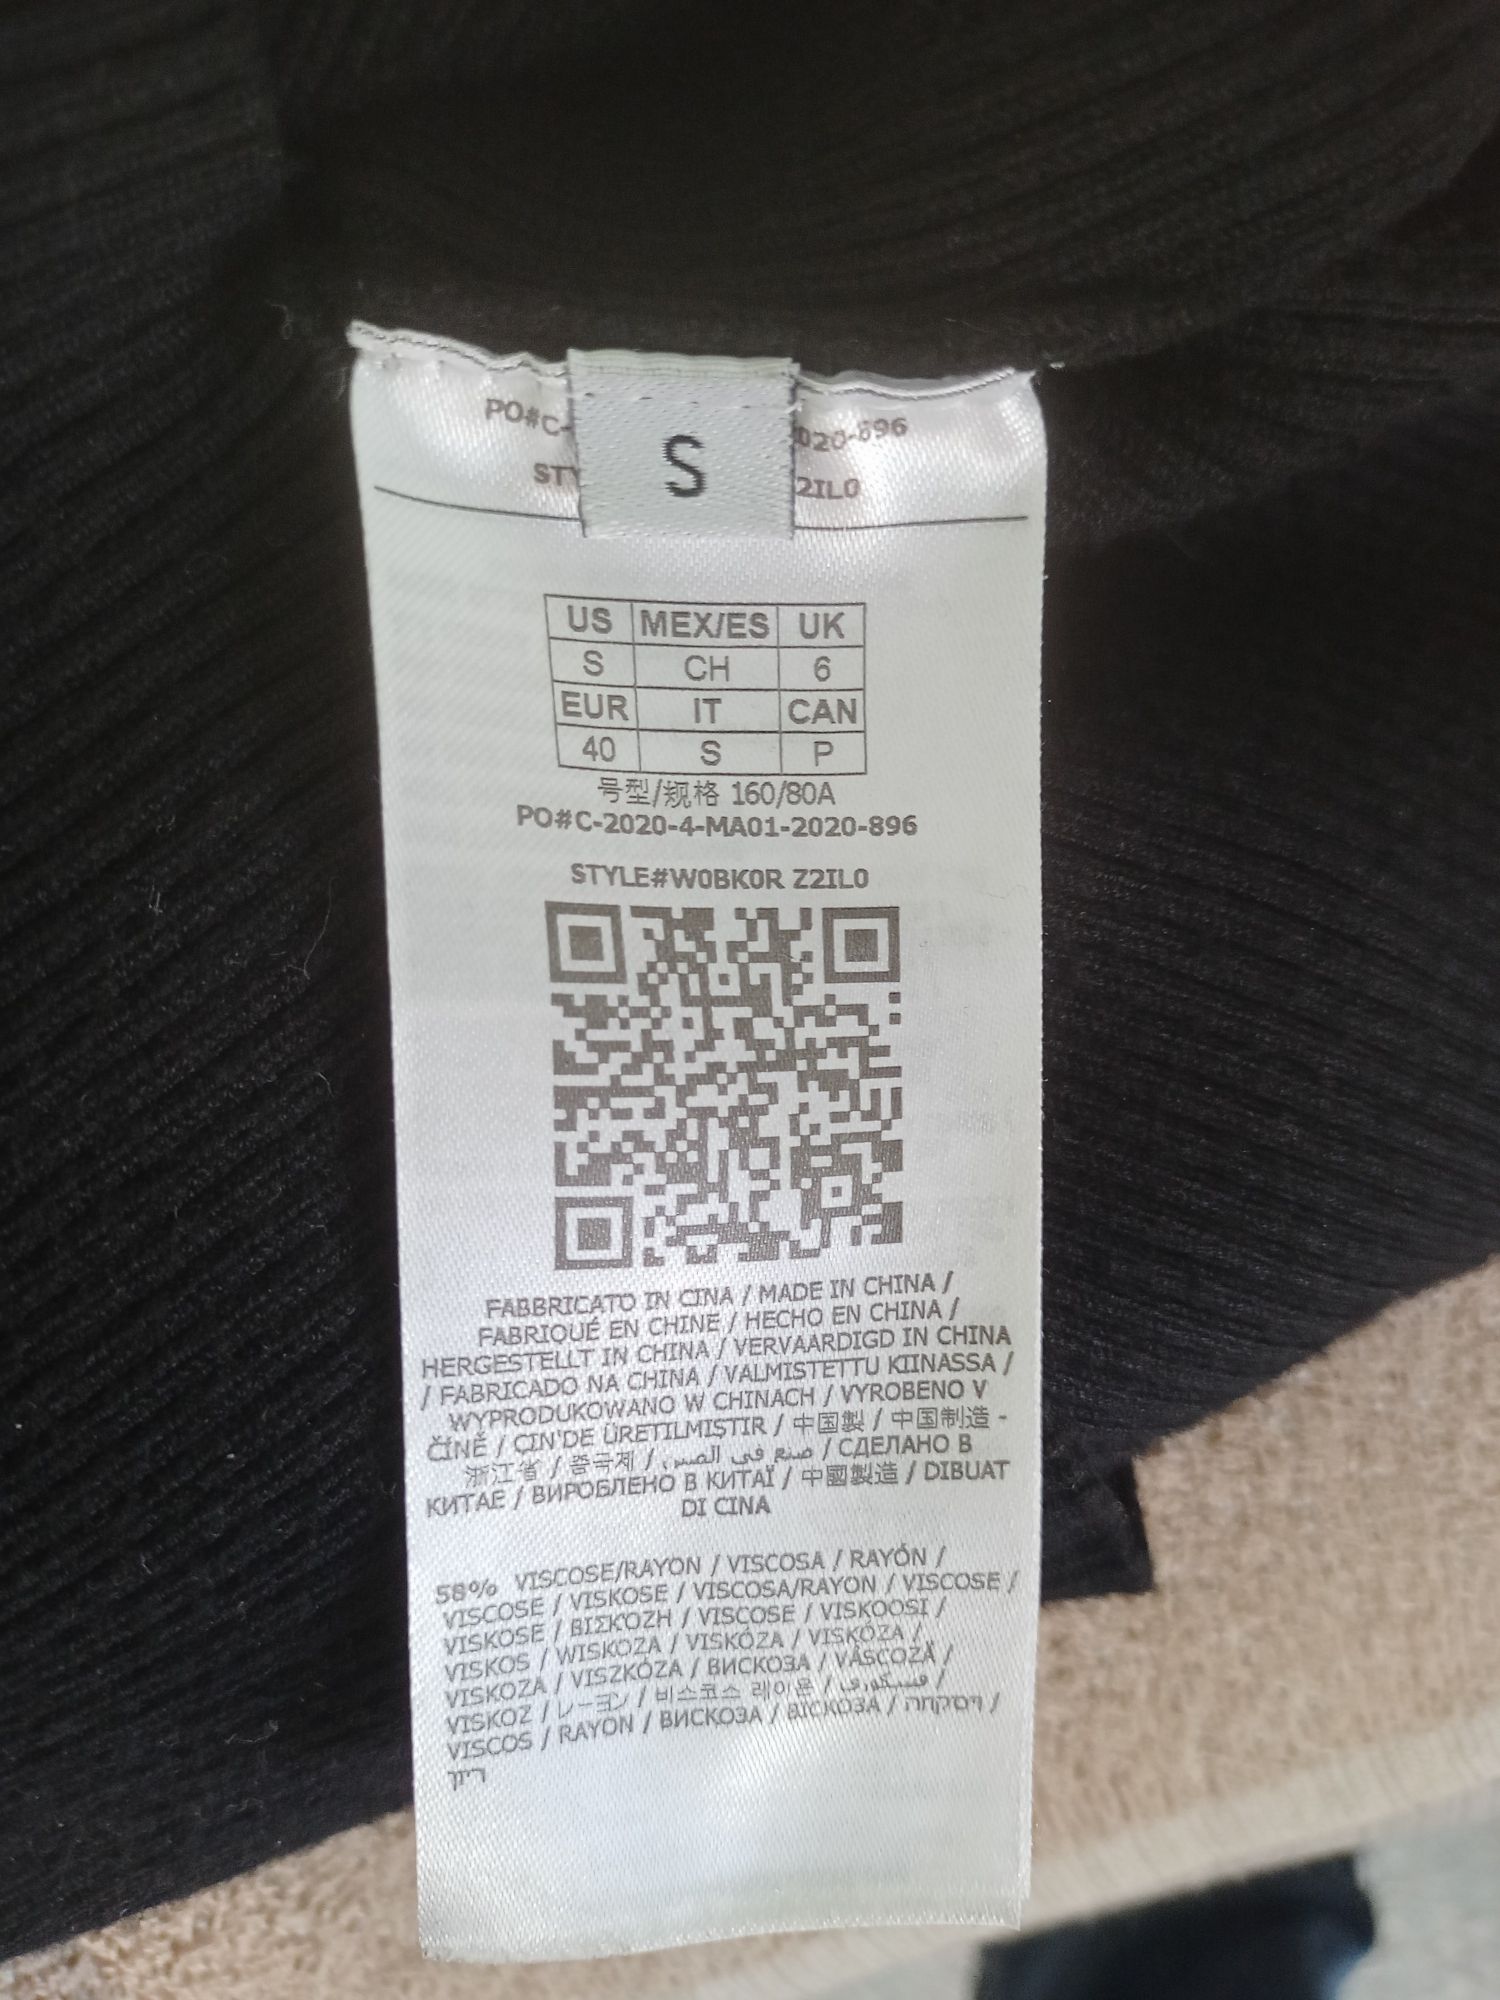 PO#C-
020-896
S
STY
2IL0
US MEX/ES UK
S CH 6
EUR IT CAN
40 S P
号型/规格 160/80A
PO#C-2020-4-MA01-2020-896
STYLE#W0BK0R Z2IL0
FABBRICATO IN CINA / MADE IN CHINA /
FABRIQUÉ EN CHINE / HECHO EN CHINA /
HERGESTELLT IN CHINA / VERVAARDIGD IN CHINA
/ FABRICADO NA CHINA / VALMISTETTU KIINASSA /
WYPRODUKOWANO W CHINACH / VYROBENO V
ČÍNĚ / ÇIN'DE ÜRETILMIŞTIR / 中国製 / 中国制造 -
浙江省 / 중국제 / صنع في الصين / СДЕЛАНО В
КИТАЕ / ВИРОБЛЕНО В КИТАЇ / 中國製造 / DIBUAT
DI CINA
58% VISCOSE/RAYON / VISCOSA / RAYÓN /
VISCOSE / VISKOSE / VISCOSA/RAYON / VISCOSE /
VISKOSE / ΒΙΣΚΟΖΗ / VISCOSE / VISKOOSI /
VISKOS / WISKOZA / VISKÓZA / VISKÓZA /
VISKOZA / VISZKÓZA / ВИСКОЗА / VÂSCOZĂ /
VISKOZ / レーヨン / 비스코스 레이온 / فيسكوزي /
VISCOS / RAYON / ВИСКОЗА / ВІСКОЗА / ויסקוזה /
ריון